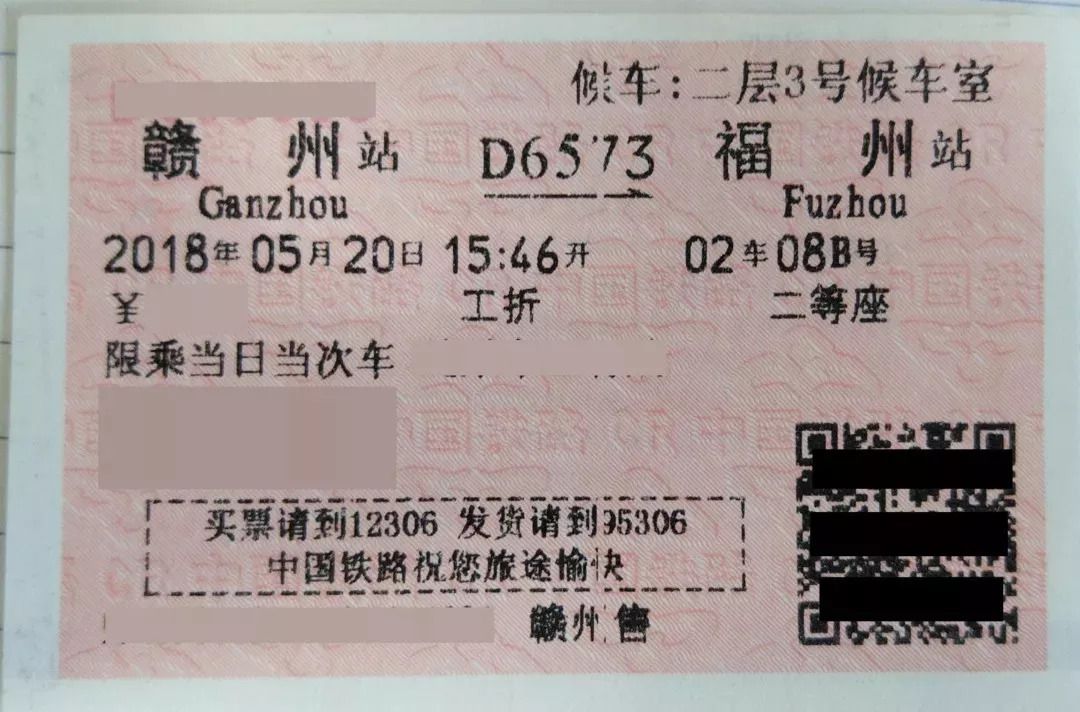 候车:二层3号候车室
赣 州站 D6573 福 州站
Ganzhou Fuzhou
2018年05月20日 15:46开 02车08B号
¥ 工折 二等座
限乘当日当次车
买票请到12306 发货请到95306
中国铁路祝您旅途愉快
赣州 售